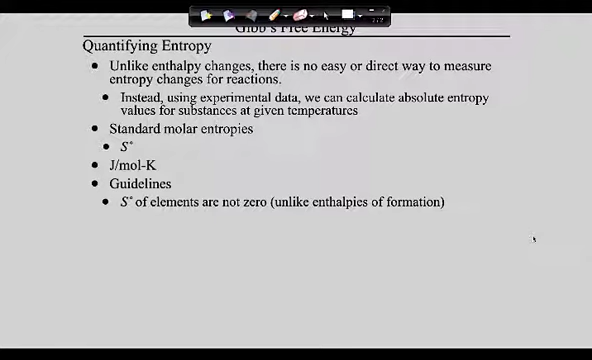 Gibb's Free Energy
Quantifying Entropy
• Unlike enthalpy changes, there is no easy or direct way to measure
entropy changes for reactions.
• Instead, using experimental data, we can calculate absolute entropy
values for substances at given temperatures
• Standard molar entropies
• S°
• J/mol-K
• Guidelines
• S° of elements are not zero (unlike enthalpies of formation)